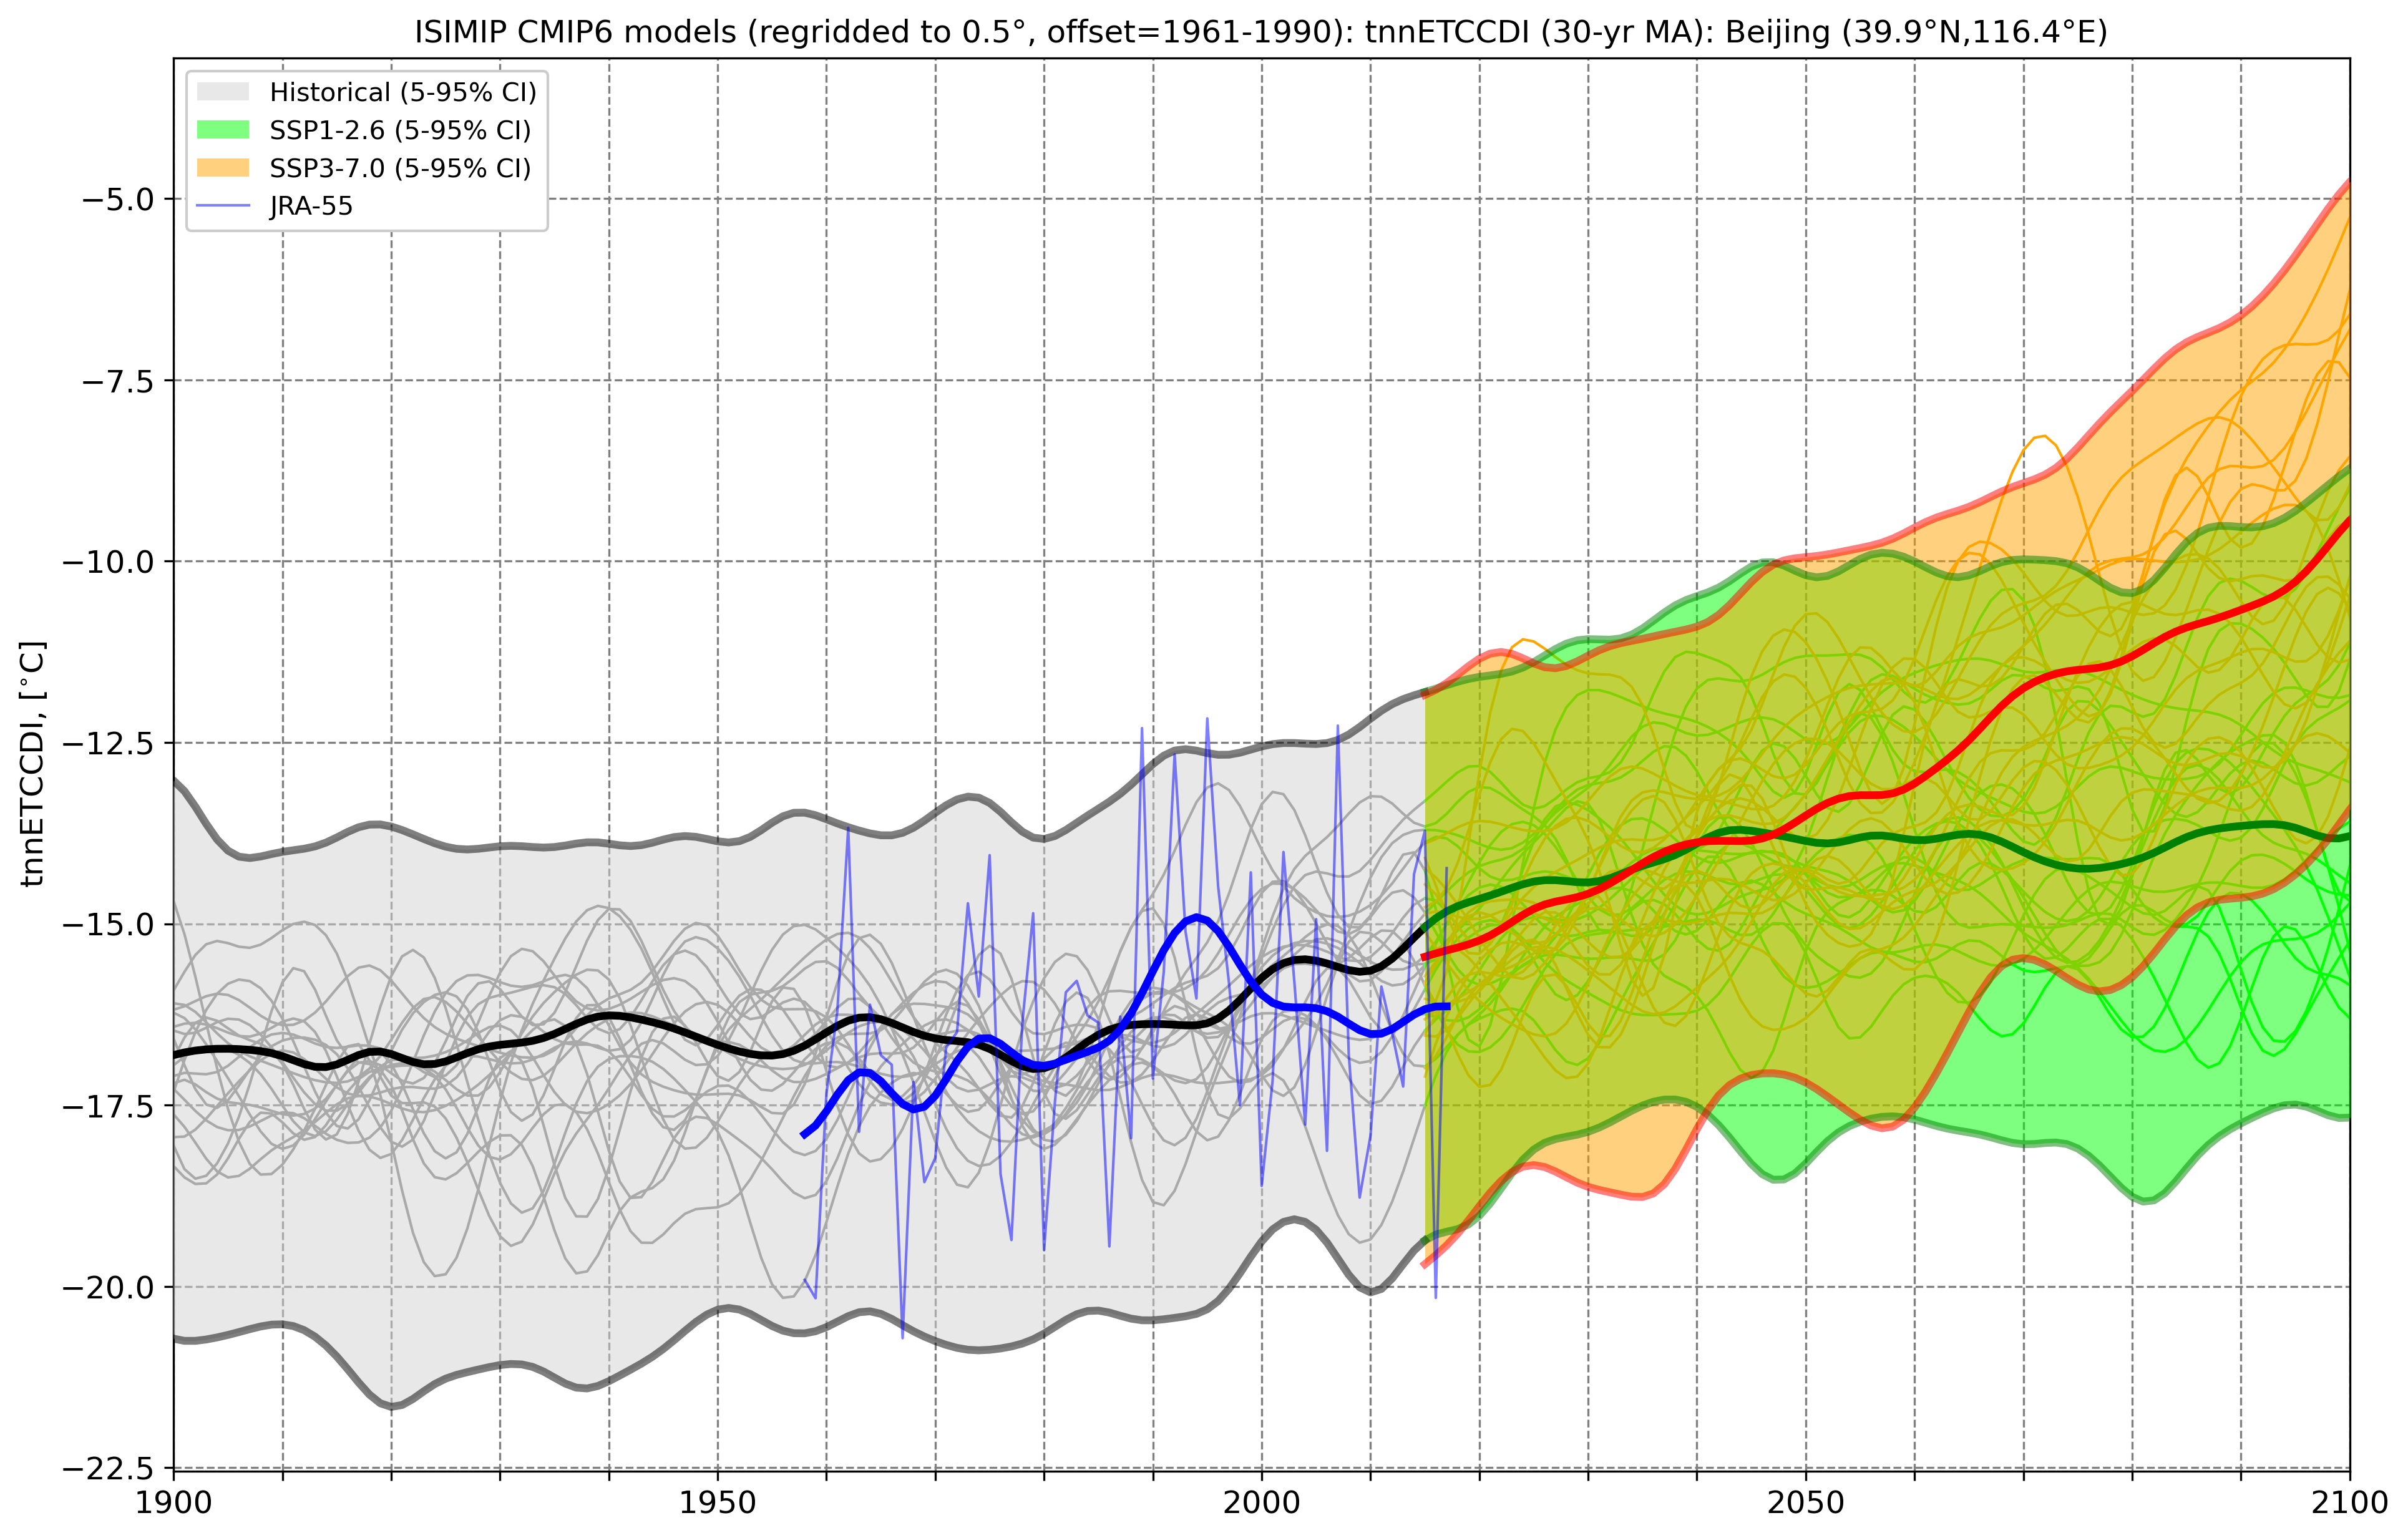 ISIMIP CMIP6 models (regridded to 0.5°, offset=1961-1990): tnnETCCDI (30-yr MA): Beijing (39.9°N,116.4°E)
Historical (5-95% CI)
SSP1-2.6 (5-95% CI)
SSP3-7.0 (5-95% CI)
JRA-55
tnnETCCDI, [°C]
−5.0
−7.5
−10.0
−12.5
−15.0
−17.5
−20.0
−22.5
1900
1950
2000
2050
2100